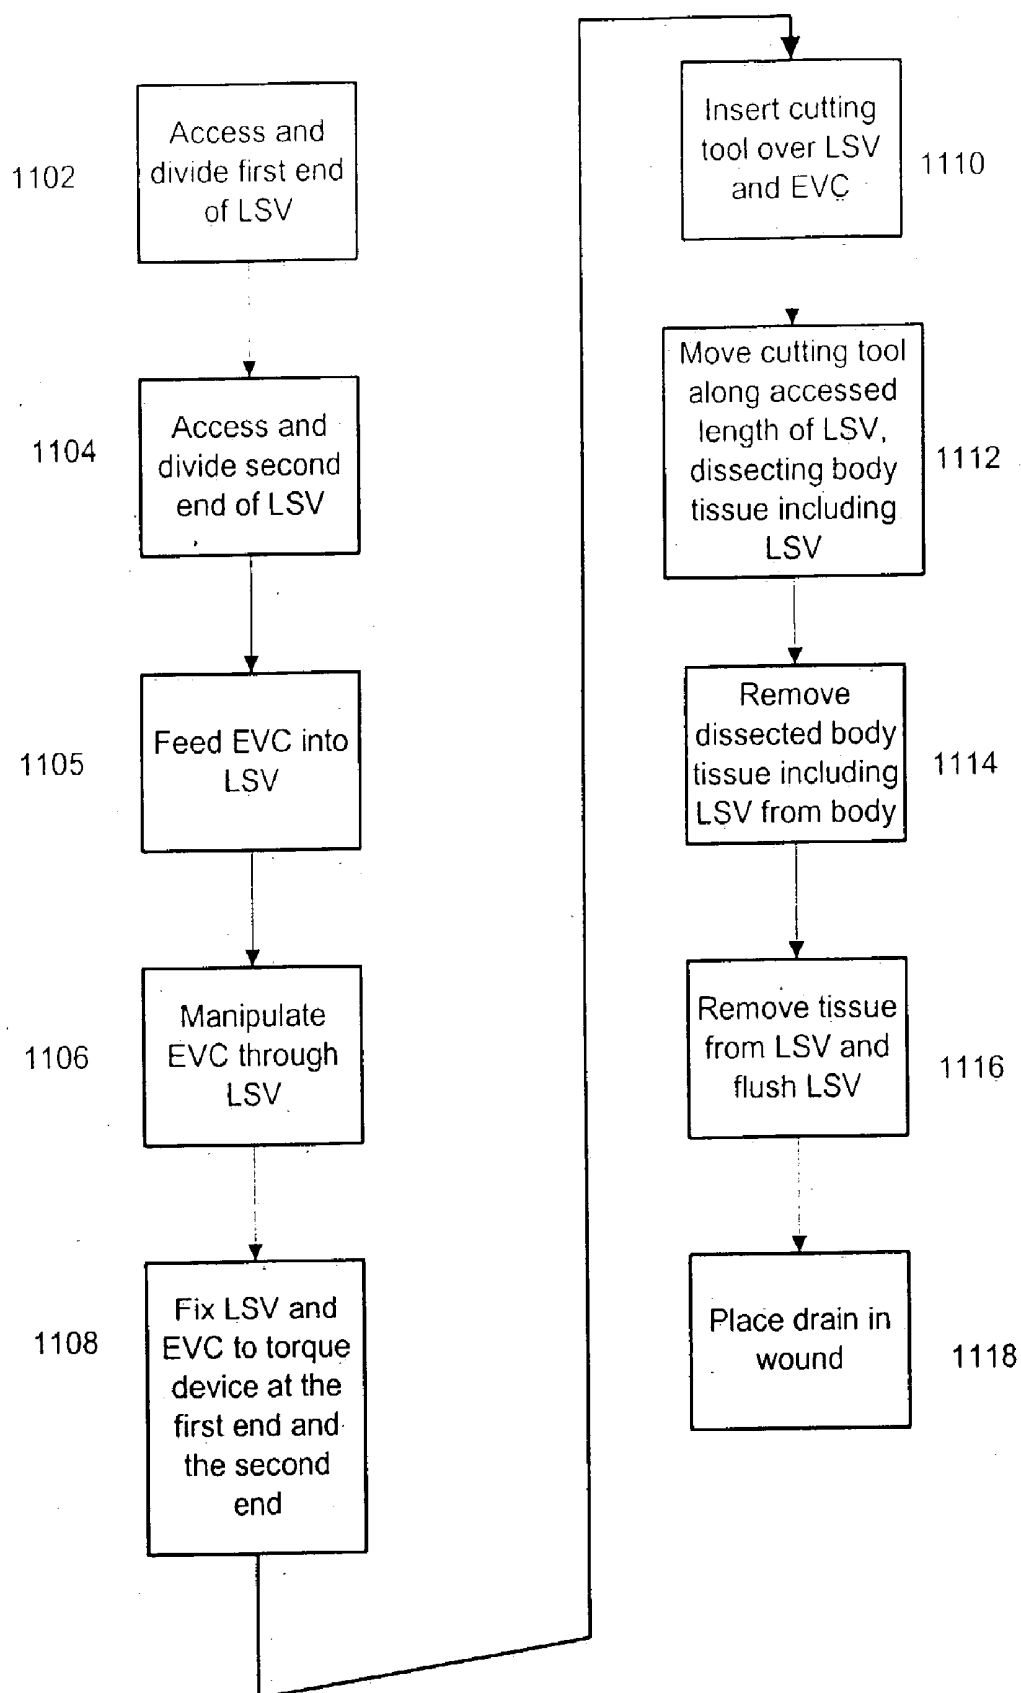 1102
Access and
divide first end
of LSV
1104
Access and
divide second
end of LSV
1105
Feed EVC into
LSV
1106
Manipulate
EVC through
LSV
1108
Fix LSV and
EVC to torque
device at the
first end and
the second
end
Insert cutting
tool over LSV
and EVC
1110
Move cutting tool
along accessed
length of LSV,
dissecting body
tissue including
LSV
1112
Remove
dissected body
tissue including
LSV from body
1114
Remove tissue
from LSV and
flush LSV
1116
Place drain in
wound
1118